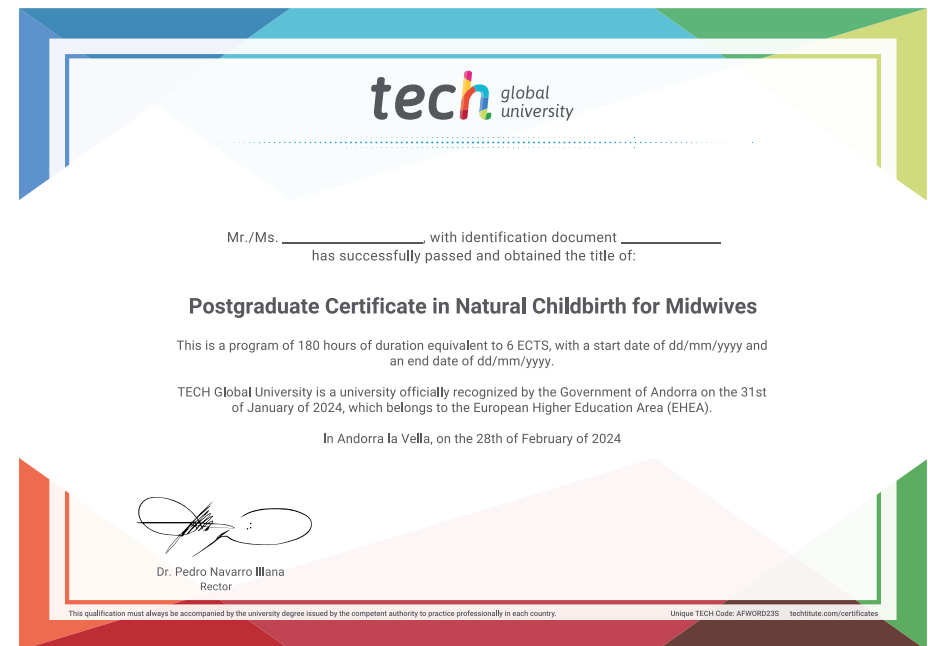 tech global
university
Mr./Ms. ____________, with identification document ____________
has successfully passed and obtained the title of:
Postgraduate Certificate in Natural Childbirth for Midwives
This is a program of 180 hours of duration equivalent to 6 ECTS, with a start date of dd/mm/yyyy and
an end date of dd/mm/yyyy.
TECH Global University is a university officially recognized by the Government of Andorra on the 31st
of January of 2024, which belongs to the European Higher Education Area (EHEA).
In Andorra la Vella, on the 28th of February of 2024
Dr. Pedro Navarro Illana
Rector
This qualification must always be accompanied by the university degree issued by the competent authority to practice professionally in each country. Unique TECH Code: AFWORD23S techtitute.com/certificates